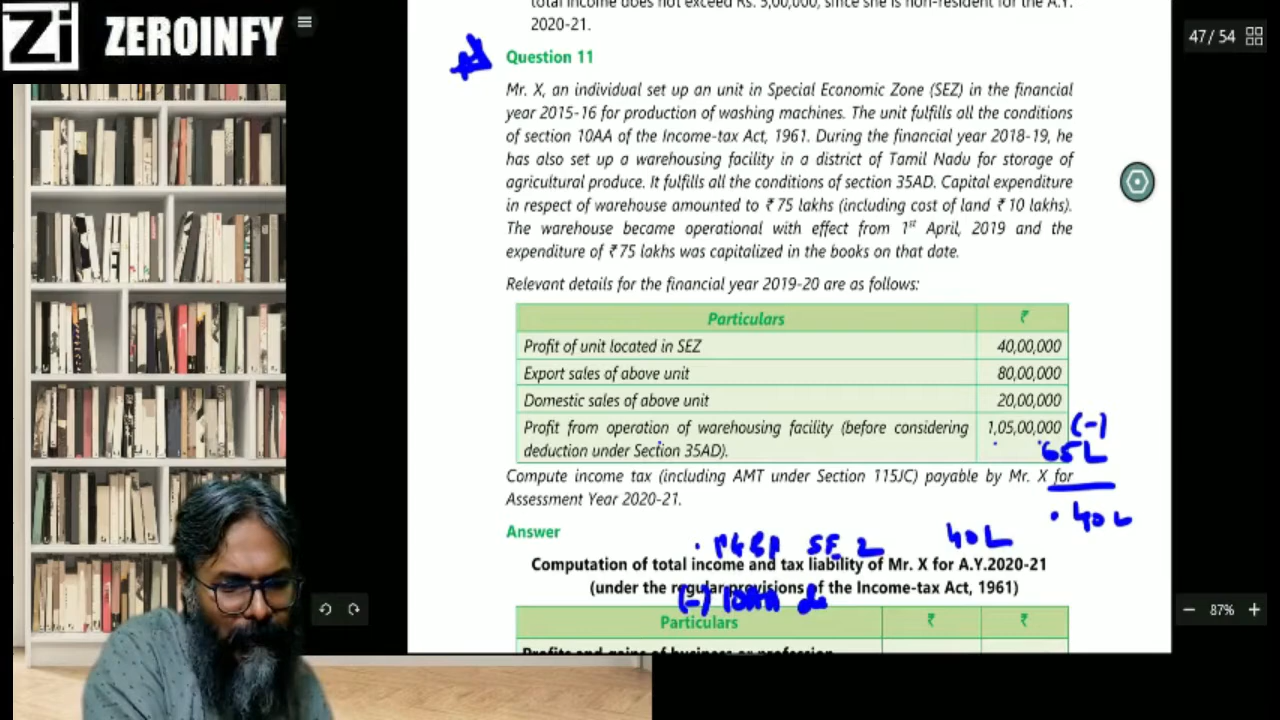 Zi ZEROINFY
total income does not exceed Rs. 5,00,000, since she is non-resident for the A.Y.
2020-21.
47 / 54
Question 11
Mr. X, an individual set up an unit in Special Economic Zone (SEZ) in the financial
year 2015-16 for production of washing machines. The unit fulfills all the conditions
of section 10AA of the Income-tax Act, 1961. During the financial year 2018-19, he
has also set up a warehousing facility in a district of Tamil Nadu for storage of
agricultural produce. It fulfills all the conditions of section 35AD. Capital expenditure
in respect of warehouse amounted to ₹ 75 lakhs (including cost of land ₹ 10 lakhs).
The warehouse became operational with effect from 1st April, 2019 and the
expenditure of ₹ 75 lakhs was capitalized in the books on that date.
Relevant details for the financial year 2019-20 are as follows:
Particulars ₹
Profit of unit located in SEZ 40,00,000
Export sales of above unit 80,00,000
Domestic sales of above unit 20,00,000
Profit from operation of warehousing facility (before considering 1,05,00,000 (-)
deduction under Section 35AD). 65L
Compute income tax (including AMT under Section 115JC) payable by Mr. X for
Assessment Year 2020-21.
40L
Answer
PGBP 40L
Computation of total income and tax liability of Mr. X for A.Y.2020-21
(under the regular provisions of the Income-tax Act, 1961)
(-) 10AA
Particulars ₹ ₹
Profits and gains of business or profession
87%